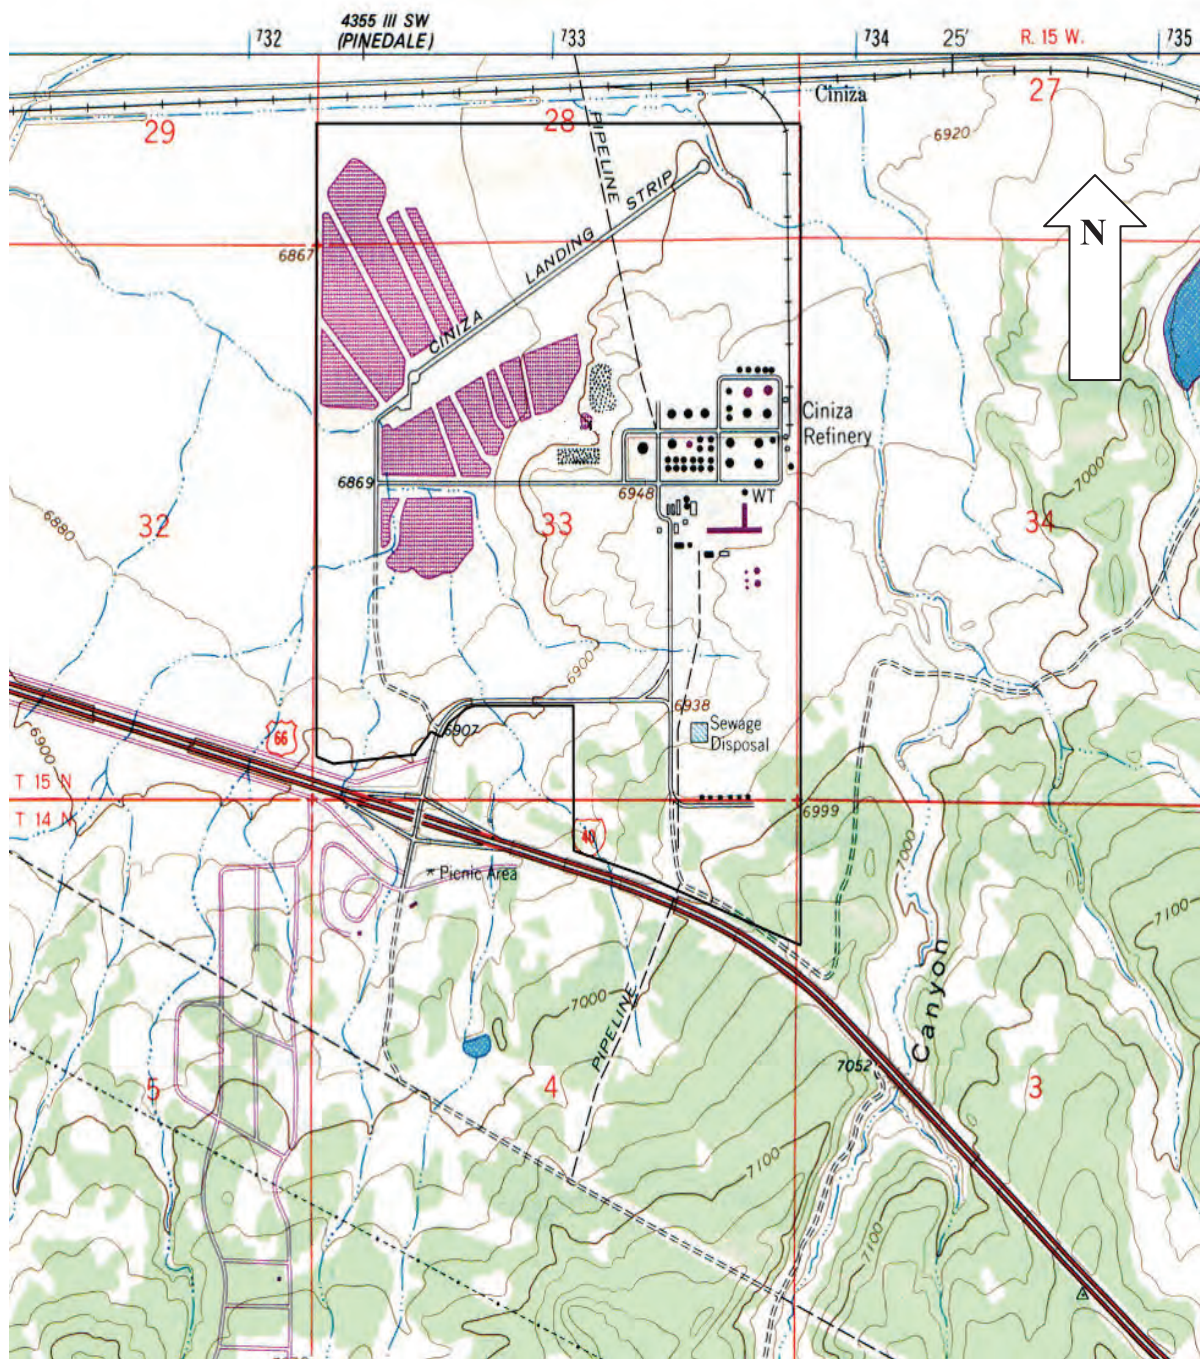 4355 III SW
(PINEDALE)
732
733
734
25'
R. 15 W.
735
29
28
Ciniza
27
6920
PIPELINE
CINIZA LANDING STRIP
N
6867
Ciniza
Refinery
7000
6869
6948
WT
6880
32
33
34
6900
6938
6907
66
Sewage
Disposal
6900
T 15 N
T 14 N
6999
40
7000
Picnic Area
7100
Canyon
7000
PIPELINE
7052
5
4
3
7100
7100